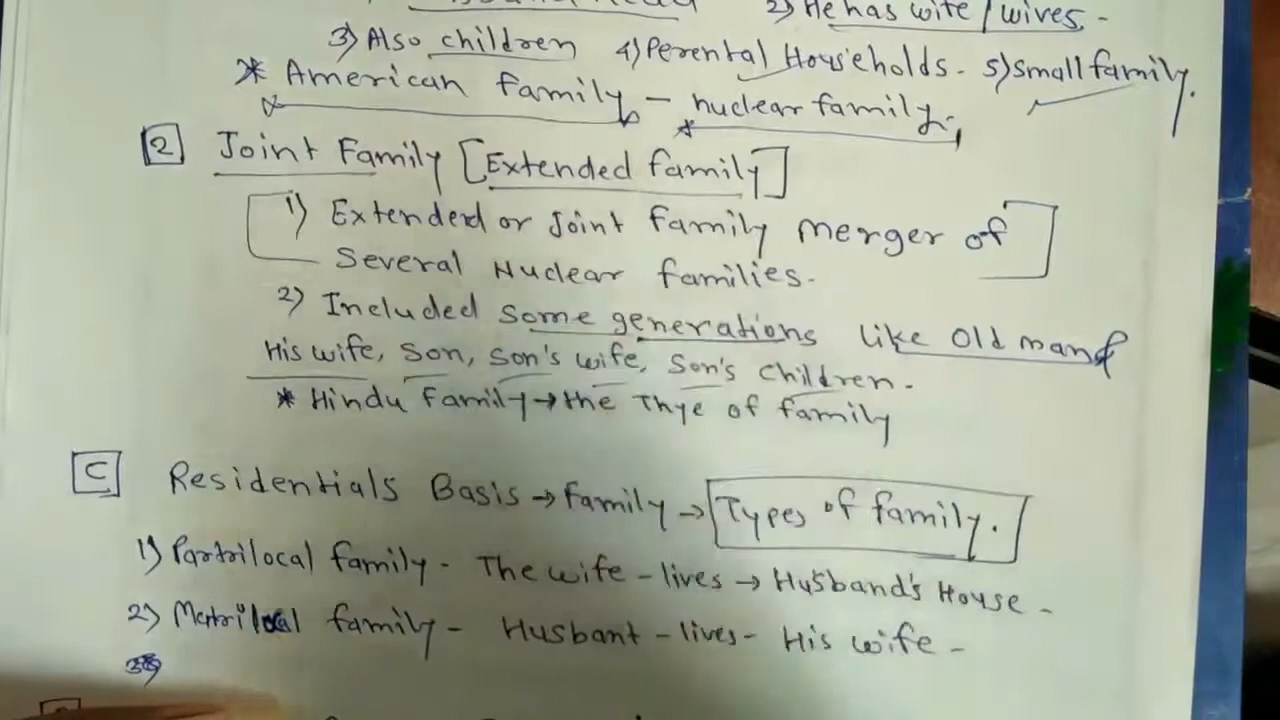 2) He has wife / wives -
3) Also children 4) Perental Households - 5) small family.
* American family - nuclear family,
[2] Joint Family [Extended family]
1) Extended or Joint family merger of
Several Nuclear families.
2) Included some generations like old man &
His wife, Son, Son's wife, Son's children.
* Hindu Family → the Thye of family
[C] Residentials Basis → family → Types of family.
1) Partrilocal family - The wife - lives → Husband's House -
2) Matrilocal family - Husbant - lives - His wife -